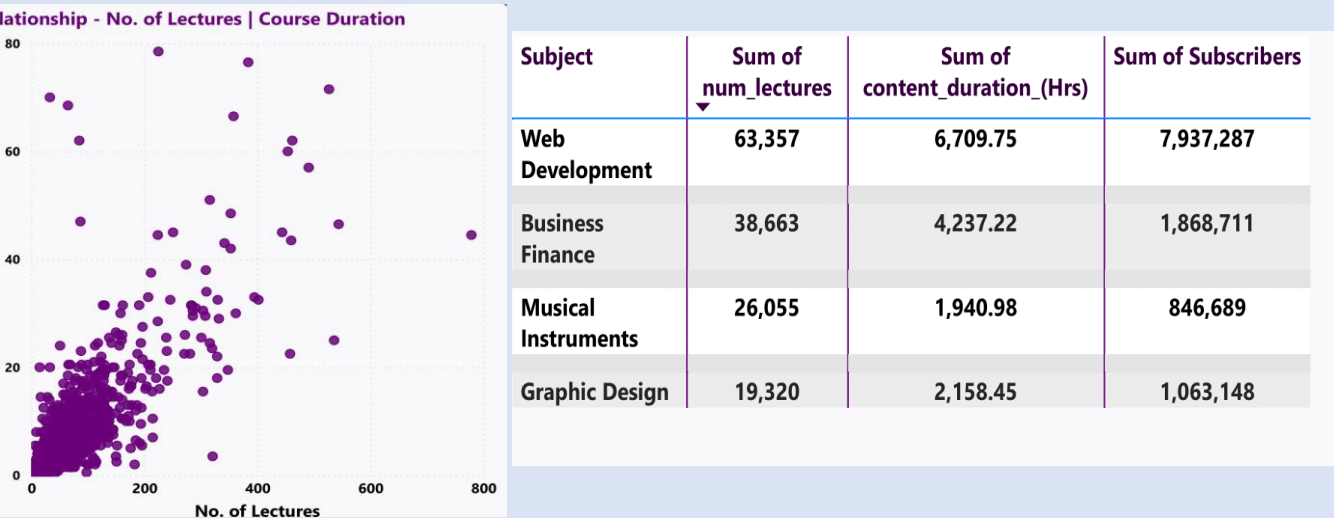 lationship - No. of Lectures | Course Duration
80
60
40
20
0
0 200 400 600 800
No. of Lectures
Subject Sum of num_lectures Sum of content_duration_(Hrs) Sum of Subscribers
Web Development 63,357 6,709.75 7,937,287
Business Finance 38,663 4,237.22 1,868,711
Musical Instruments 26,055 1,940.98 846,689
Graphic Design 19,320 2,158.45 1,063,148